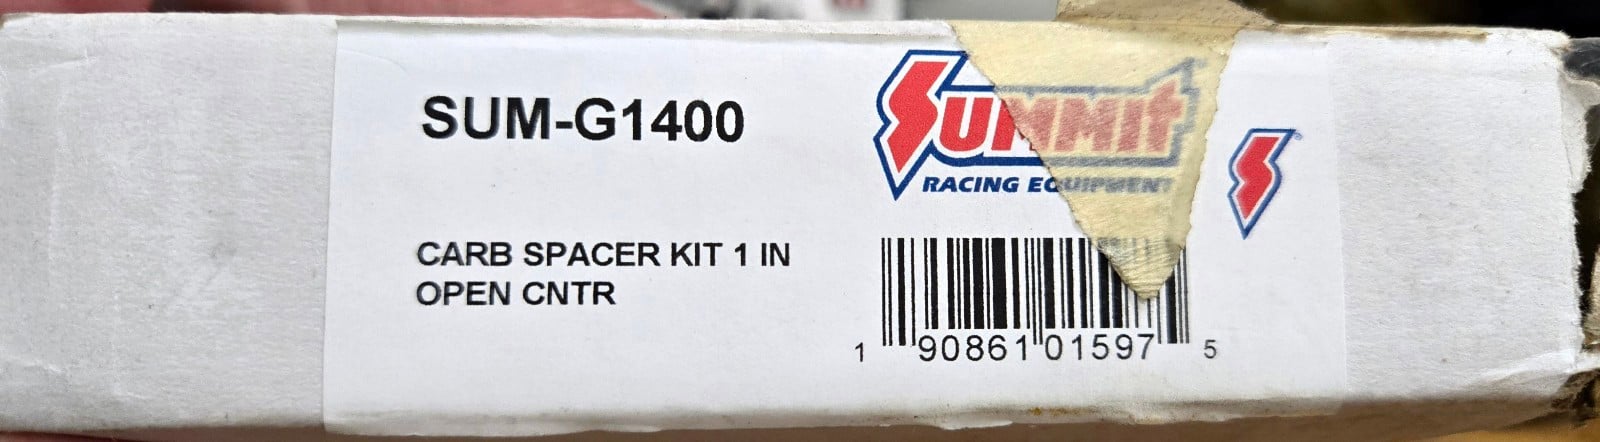 SUM-G1400
SUMMIT
RACING EQUIPMENT
CARB SPACER KIT 1 IN
OPEN CNTR
1 90861 01597 5